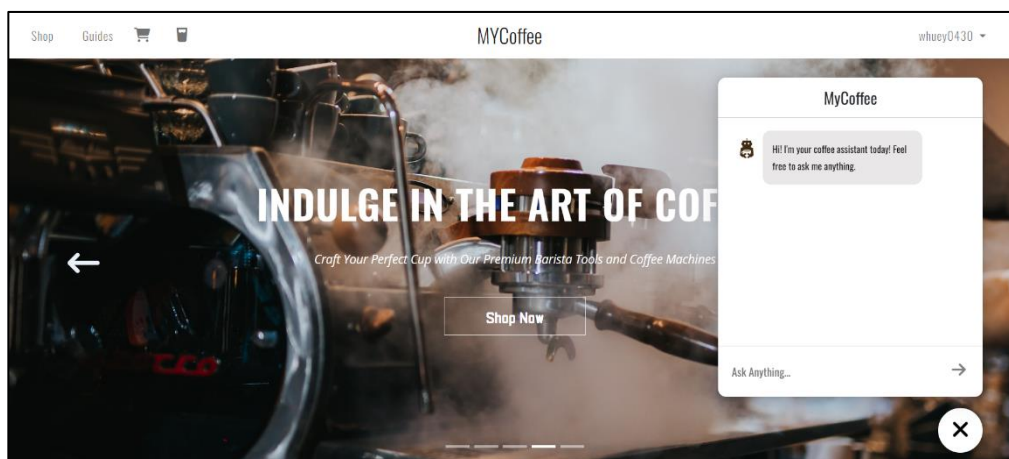 Shop Guides MYCoffee whuey0430
MyCoffee
Hi! I'm your coffee assistant today! Feel
free to ask me anything.
INDULGE IN THE ART OF COF
Craft Your Perfect Cup with Our Premium Barista Tools and Coffee Machines
Shop Now
Ask Anything...